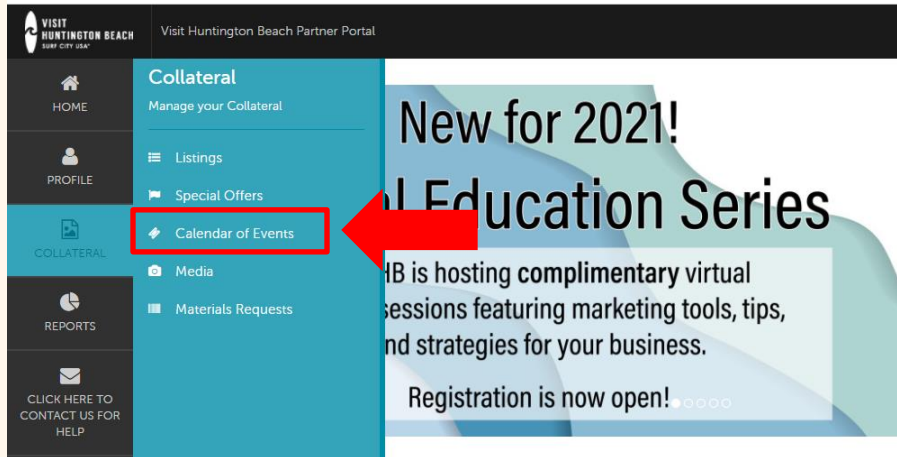 VISIT
HUNTINGTON BEACH
SURF CITY USA®
Visit Huntington Beach Partner Portal
HOME
PROFILE
COLLATERAL
REPORTS
CLICK HERE TO
CONTACT US FOR
HELP
Collateral
Manage your Collateral
Listings
Special Offers
Calendar of Events
Media
Materials Requests
New for 2021!
Education Series
HB is hosting complimentary virtual
sessions featuring marketing tools, tips,
nd strategies for your business.
Registration is now open!